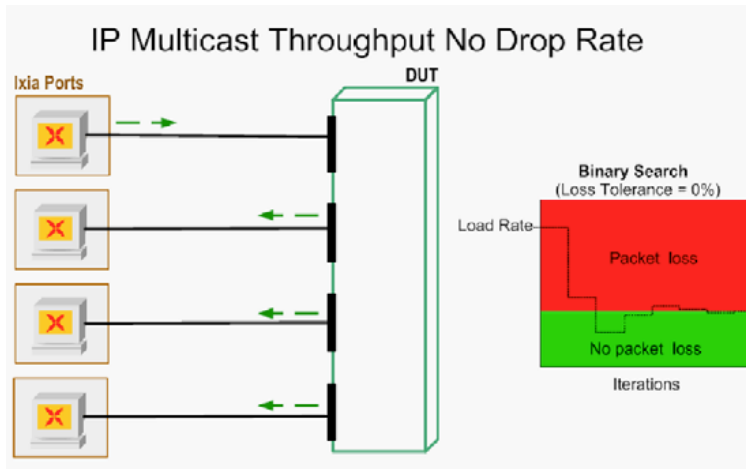 IP Multicast Throughput No Drop Rate
Ixia Ports
DUT
Binary Search
(Loss Tolerance = 0%)
Load Rate
Packet loss
No packet loss
Iterations